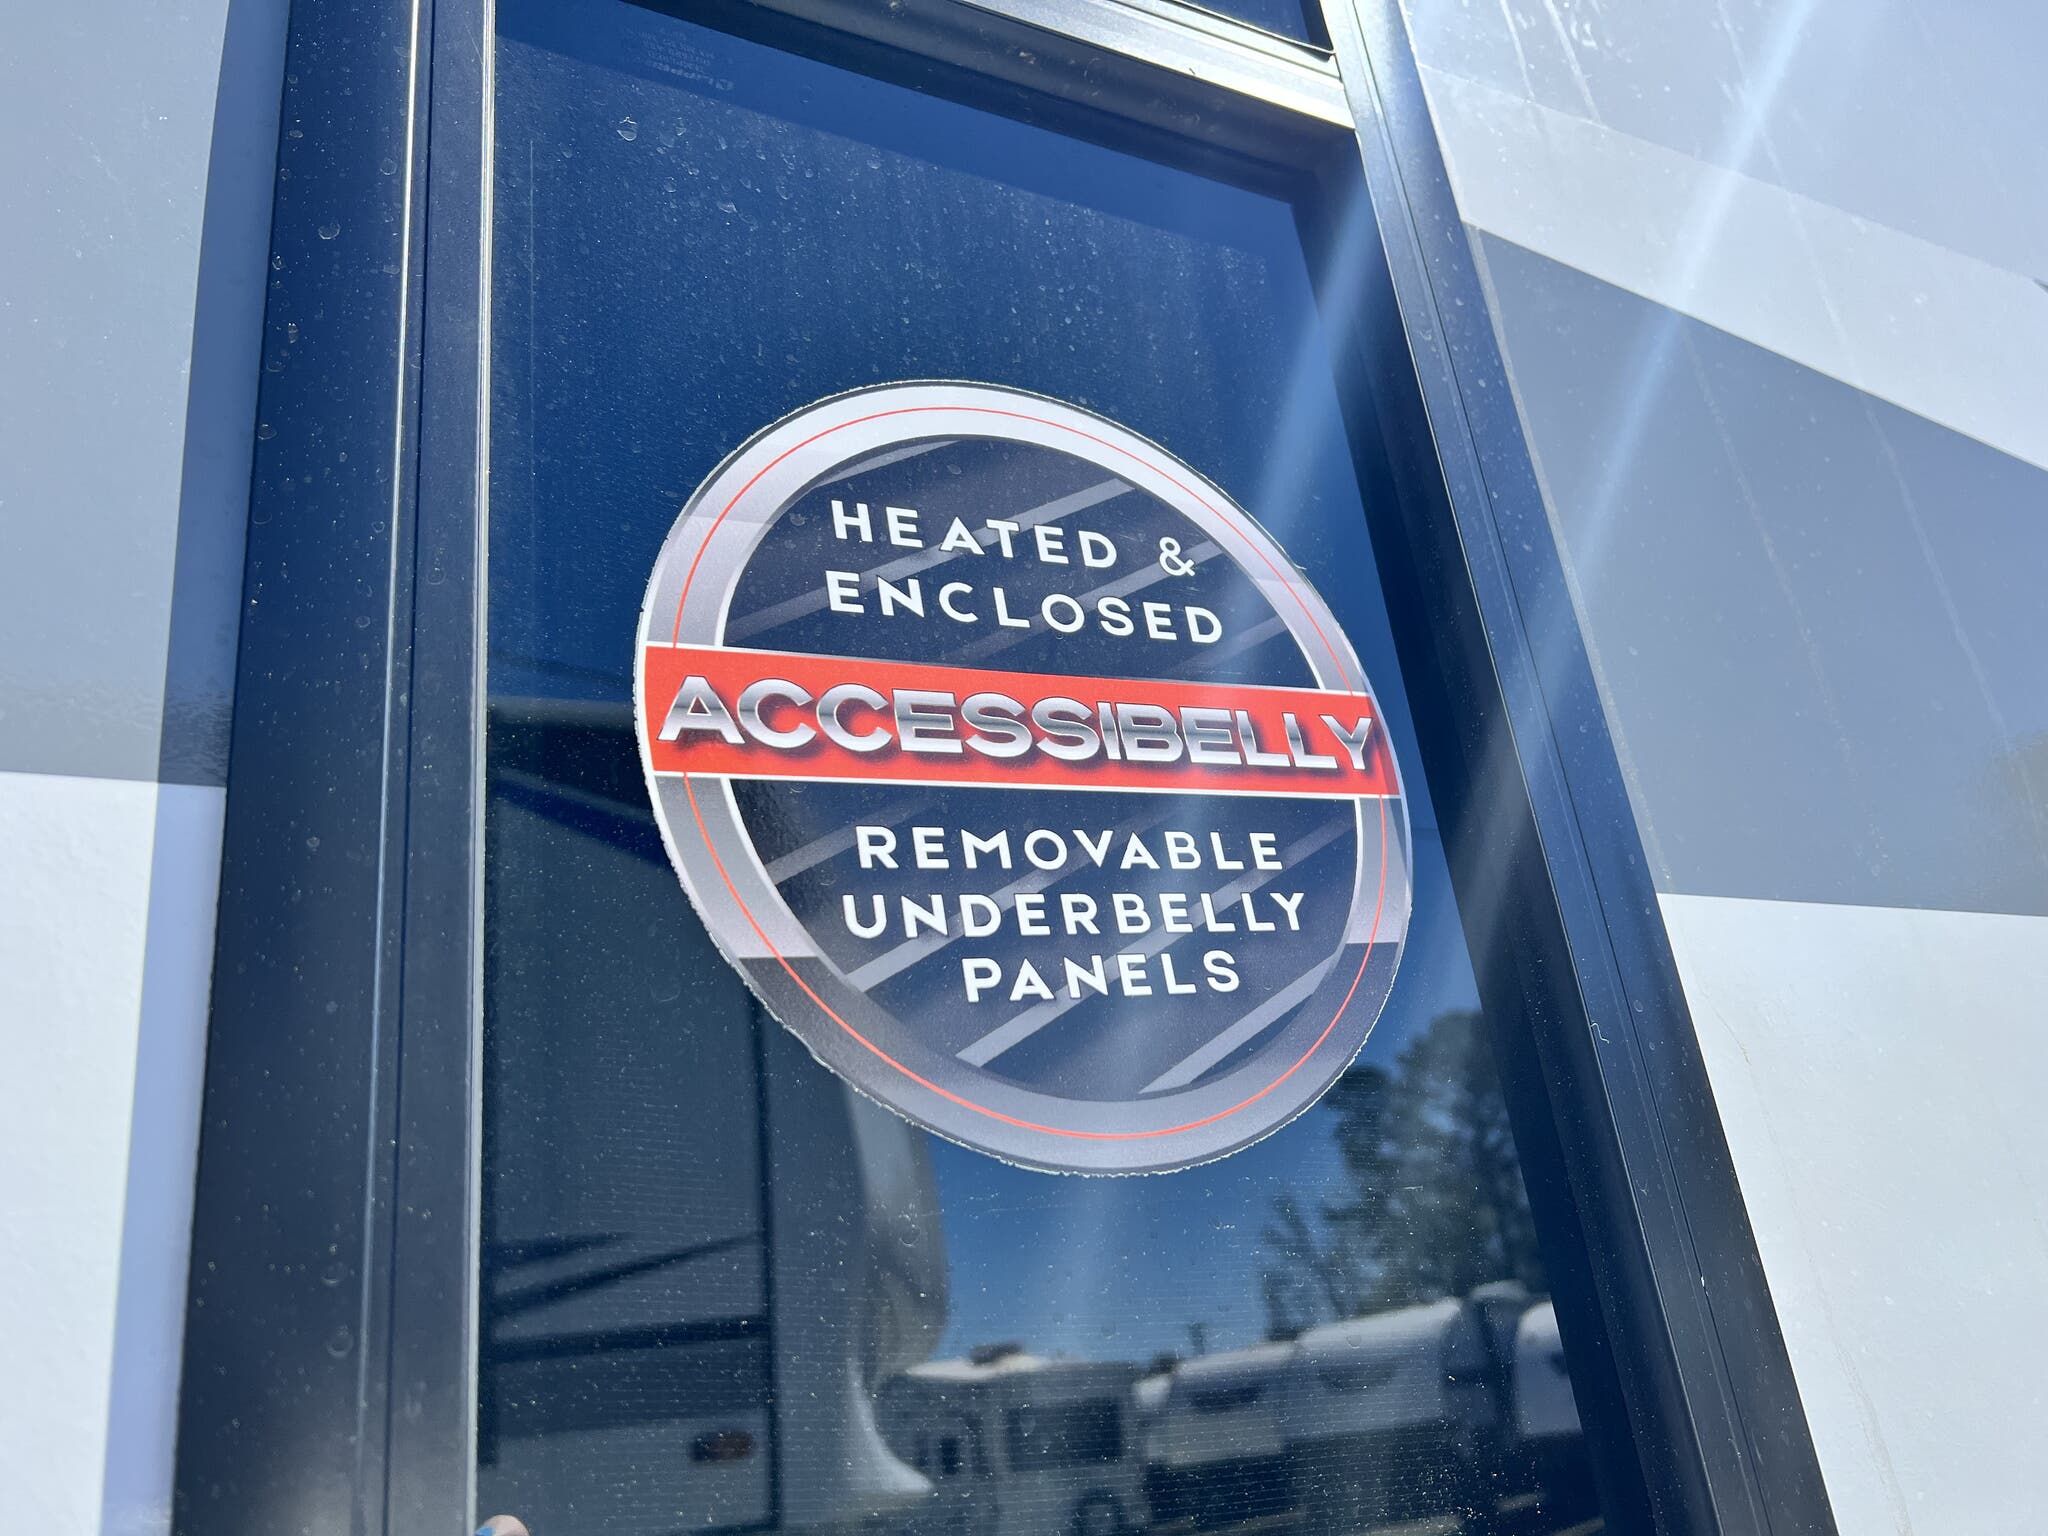 HEATED &
ENCLOSED
ACCESSIBELLY
REMOVABLE
UNDERBELLY
PANELS